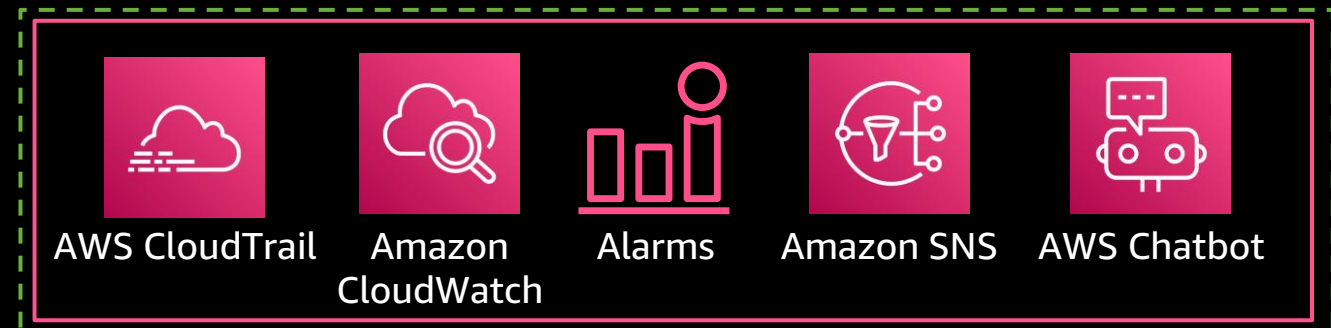 AWS CloudTrail
Amazon
CloudWatch
Alarms
Amazon SNS
AWS Chatbot